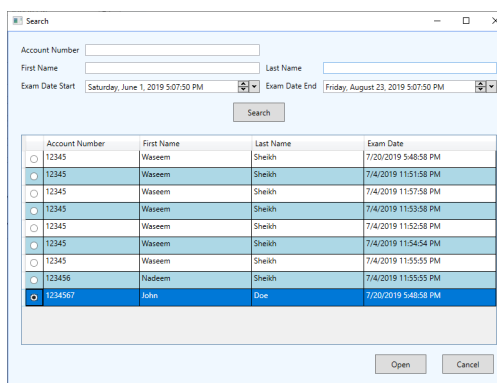 Search
Account Number
First Name Last Name
Exam Date Start Saturday, June 1, 2019 5:07:50 PM Exam Date End Friday, August 23, 2019 5:07:50 PM
Search
Account Number First Name Last Name Exam Date
12345 Waseem Sheikh 7/20/2019 5:48:58 PM
12345 Waseem Sheikh 7/4/2019 11:51:58 PM
12345 Waseem Sheikh 7/4/2019 11:57:58 PM
12345 Waseem Sheikh 7/4/2019 11:53:58 PM
12345 Waseem Sheikh 7/4/2019 11:52:58 PM
12345 Waseem Sheikh 7/4/2019 11:54:54 PM
12345 Waseem Sheikh 7/4/2019 11:55:55 PM
123456 Nadeem Sheikh 7/4/2019 11:55:55 PM
1234567 John Doe 7/20/2019 5:48:58 PM
Open Cancel